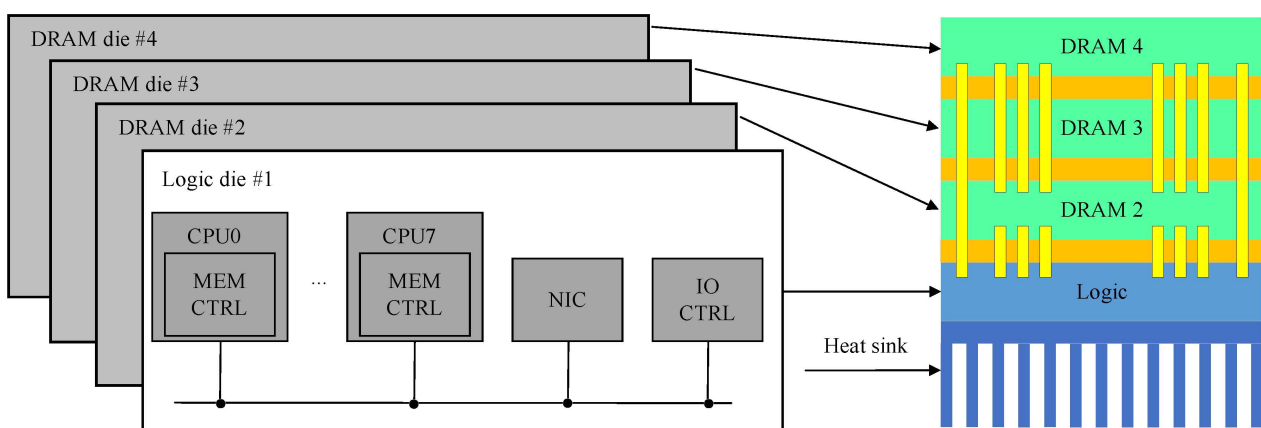 DRAM die #4
DRAM die #3
DRAM die #2
Logic die #1
CPU0
MEM
CTRL
...
CPU7
MEM
CTRL
NIC
IO
CTRL
DRAM 4
DRAM 3
DRAM 2
Logic
Heat sink